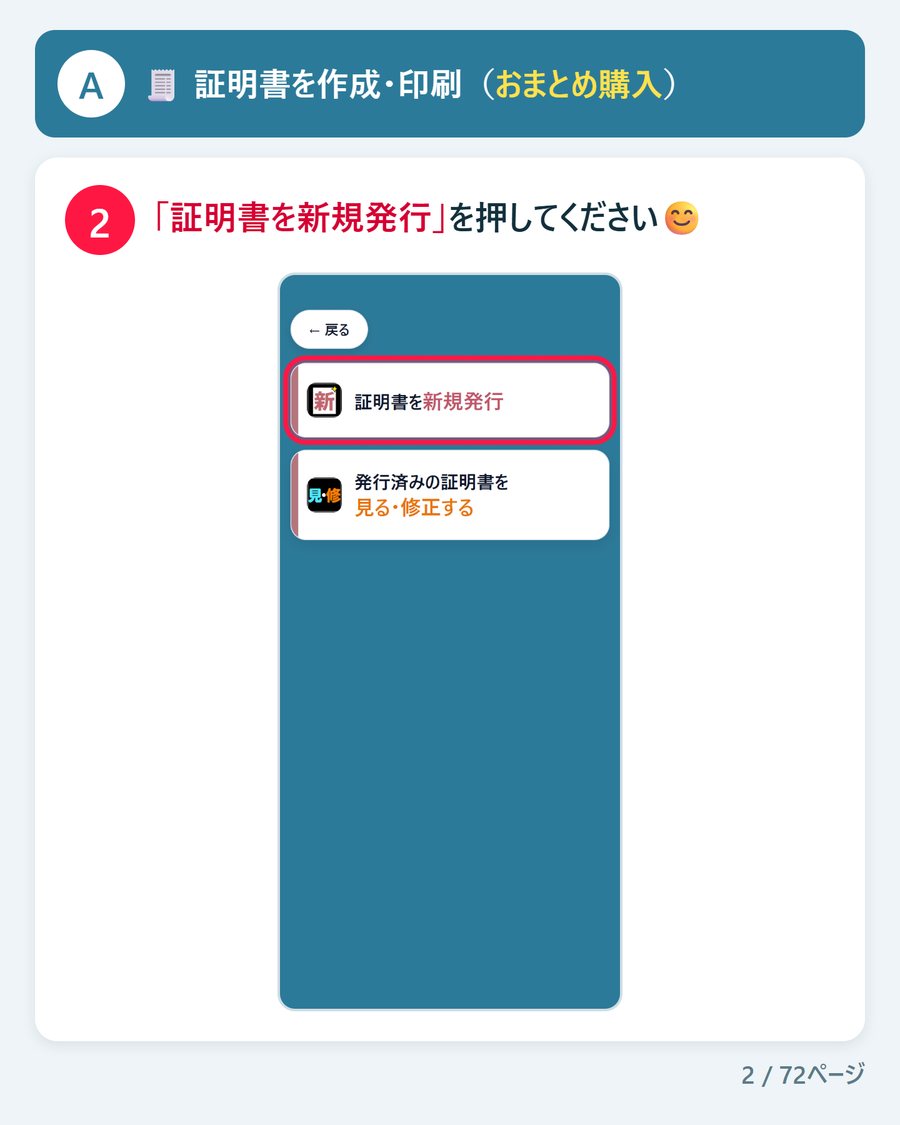 A 証明書を作成・印刷（おまとめ購入）
2 「証明書を新規発行」を押してください
← 戻る
新 証明書を新規発行
発行済みの証明書を
見・修 見る・修正する
2 / 72ページ